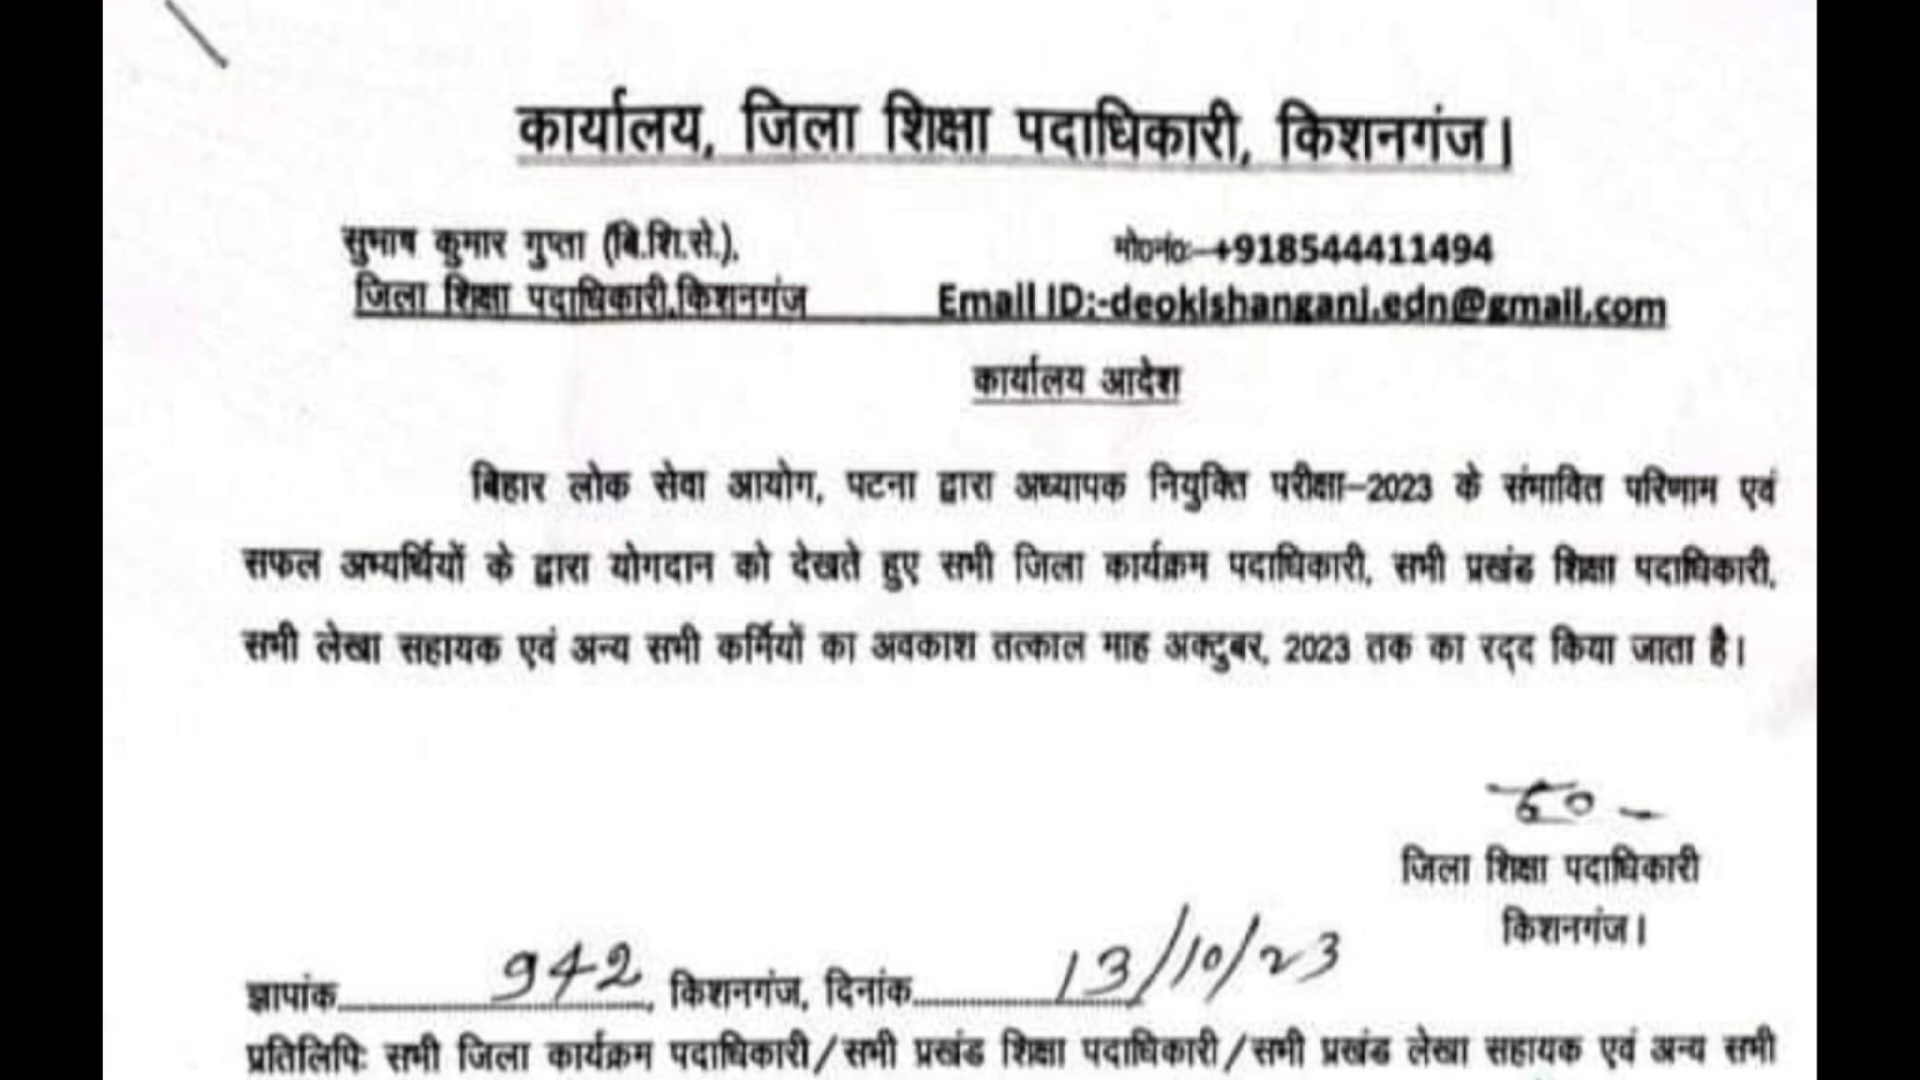 कार्यालय, जिला शिक्षा पदाधिकारी, किशनगंज।
सुभाष कुमार गुप्ता (बि.शि.से.), मो0नं0:-+918544411494
जिला शिक्षा पदाधिकारी,किशनगंज Email ID:-deokishanganj.edn@gmail.com
कार्यालय आदेश
बिहार लोक सेवा आयोग, पटना द्वारा अध्यापक नियुक्ति परीक्षा-2023 के संभावित परिणाम एवं
सफल अभ्यर्थियों के द्वारा योगदान को देखते हुए सभी जिला कार्यक्रम पदाधिकारी, सभी प्रखंड शिक्षा पदाधिकारी,
सभी लेखा सहायक एवं अन्य सभी कर्मियों का अवकाश तत्काल माह अक्टुबर, 2023 तक का रद्द किया जाता है।
ह0-
जिला शिक्षा पदाधिकारी
किशनगंज।
ज्ञापांक 942, किशनगंज, दिनांक 13/10/23
प्रतिलिपिः सभी जिला कार्यक्रम पदाधिकारी/सभी प्रखंड शिक्षा पदाधिकारी/सभी प्रखंड लेखा सहायक एवं अन्य सभी